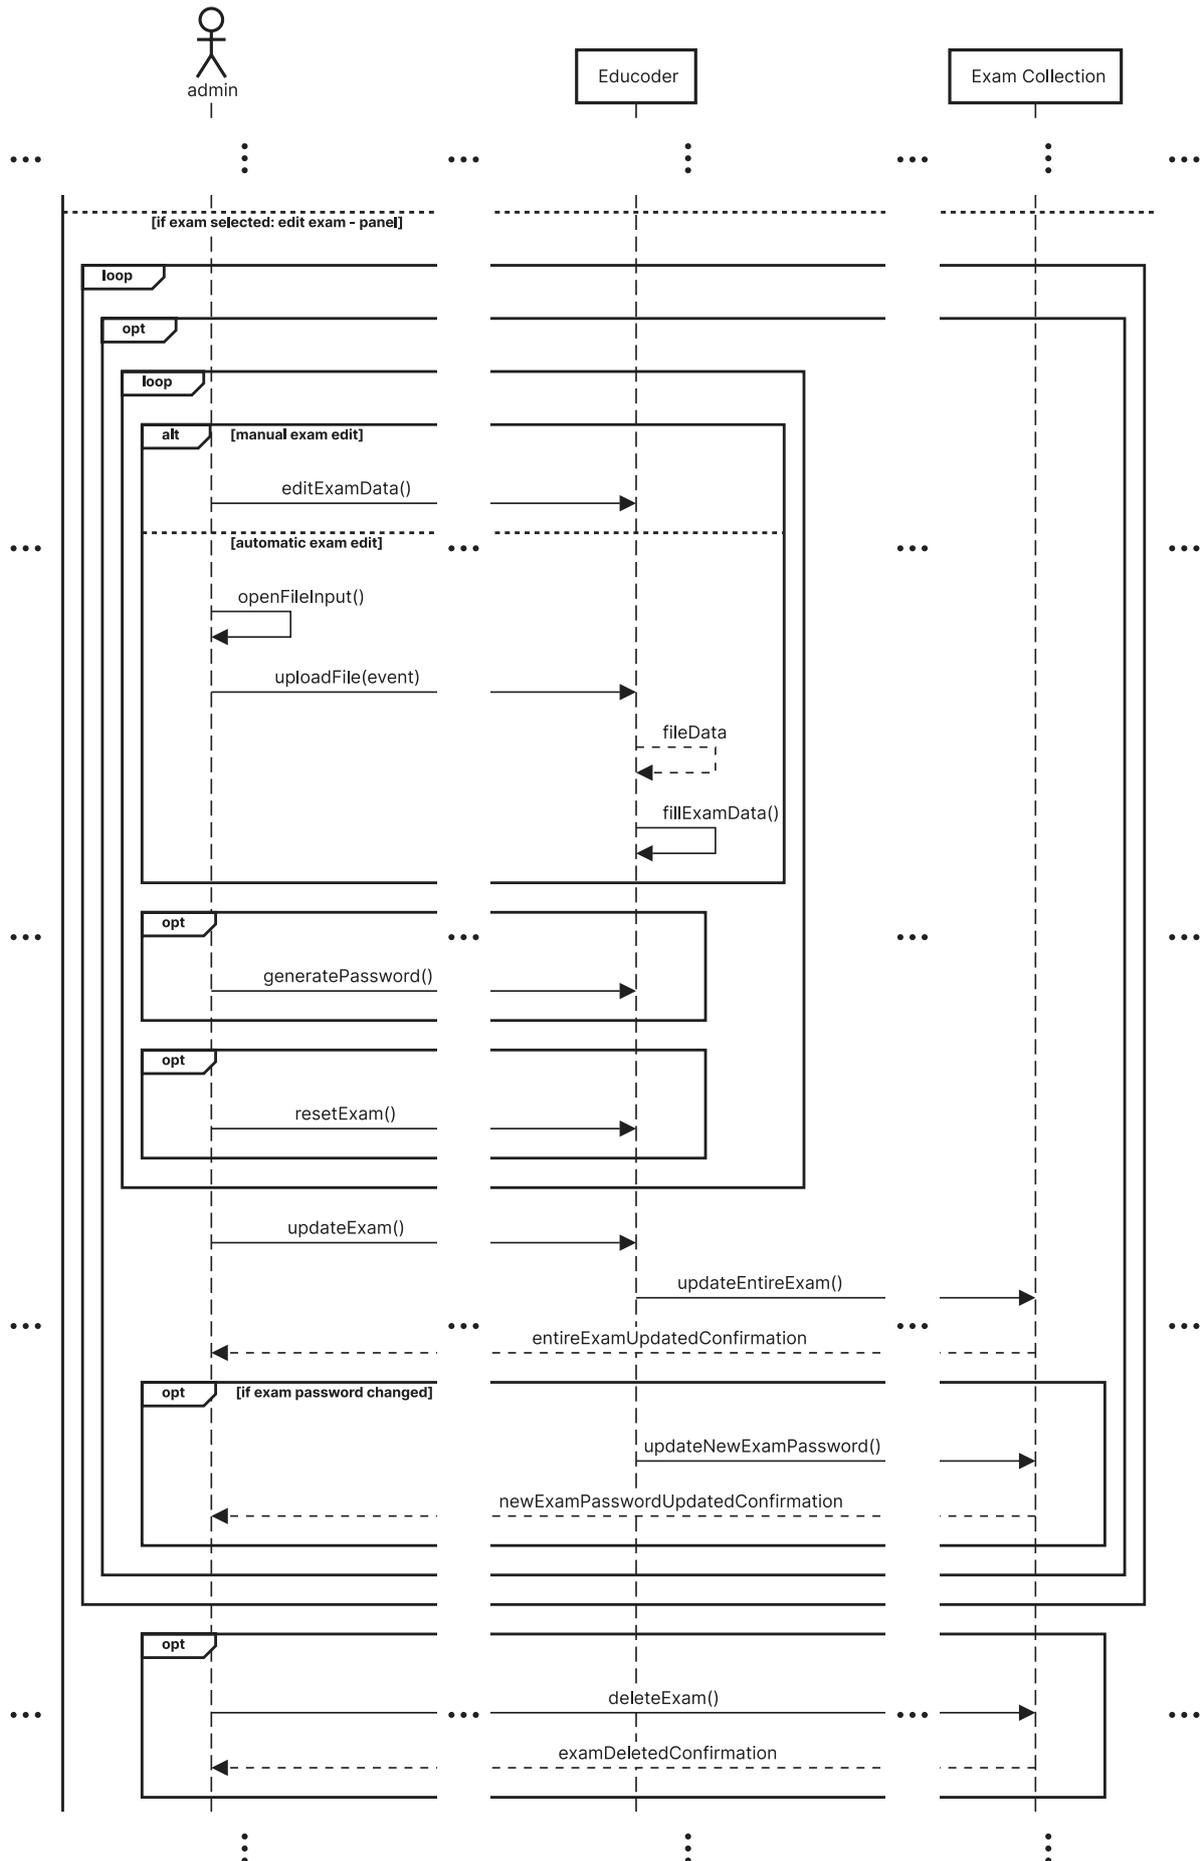 admin
Educoder
Exam Collection
[if exam selected: edit exam - panel]
loop
opt
loop
alt
[manual exam edit]
editExamData()
[automatic exam edit]
openFileInput()
uploadFile(event)
fileData
fillExamData()
opt
generatePassword()
opt
resetExam()
updateExam()
updateEntireExam()
entireExamUpdatedConfirmation
opt
[if exam password changed]
updateNewExamPassword()
newExamPasswordUpdatedConfirmation
opt
deleteExam()
examDeletedConfirmation